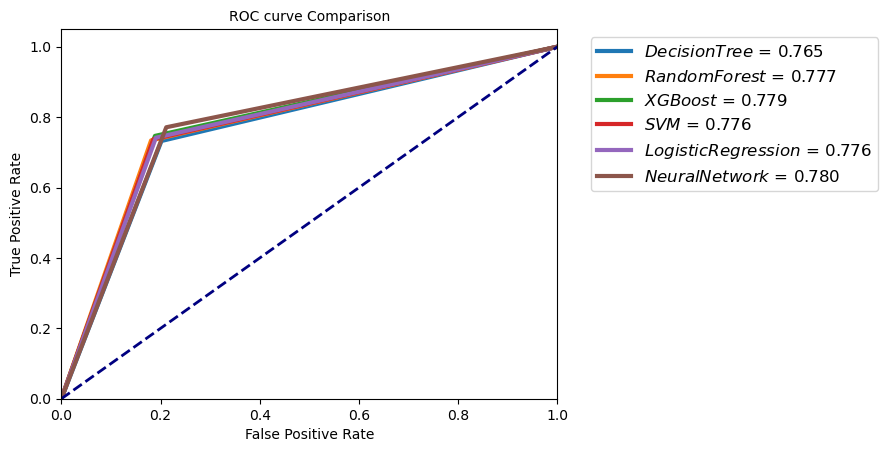 ROC curve Comparison
True Positive Rate
1.0
0.8
0.6
0.4
0.2
0.0
0.0 0.2 0.4 0.6 0.8 1.0
False Positive Rate
DecisionTree = 0.765
RandomForest = 0.777
XGBoost = 0.779
SVM = 0.776
LogisticRegression = 0.776
NeuralNetwork = 0.780